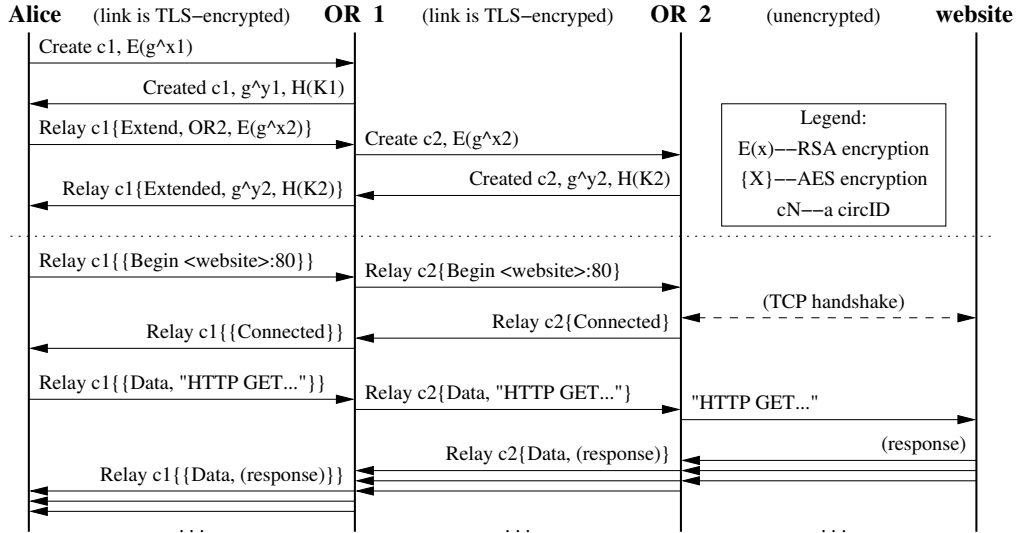 Alice (link is TLS−encrypted) OR 1 (link is TLS−encryped) OR 2 (unencrypted) website
Create c1, E(g^x1)
Created c1, g^y1, H(K1)
Relay c1{Extend, OR2, E(g^x2)}
Create c2, E(g^x2)
Created c2, g^y2, H(K2)
Relay c1{Extended, g^y2, H(K2)}
Legend:
E(x)−−RSA encryption
{X}−−AES encryption
cN−−a circID
Relay c1{{Begin <website>:80}}
Relay c2{Begin <website>:80}
(TCP handshake)
Relay c2{Connected}
Relay c1{{Connected}}
Relay c1{{Data, "HTTP GET..."}}
Relay c2{Data, "HTTP GET..."}
"HTTP GET..."
(response)
Relay c2{Data, (response)}
Relay c1{{Data, (response)}}
. . . . . . . . .